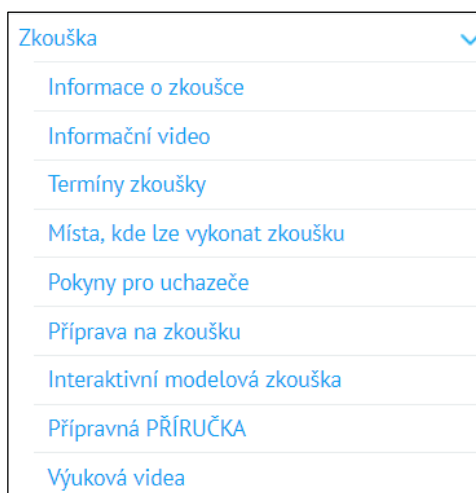 Zkouška
Informace o zkoušce
Informační video
Termíny zkoušky
Místa, kde lze vykonat zkoušku
Pokyny pro uchazeče
Příprava na zkoušku
Interaktivní modelová zkouška
Přípravná PŘÍRUČKA
Výuková videa